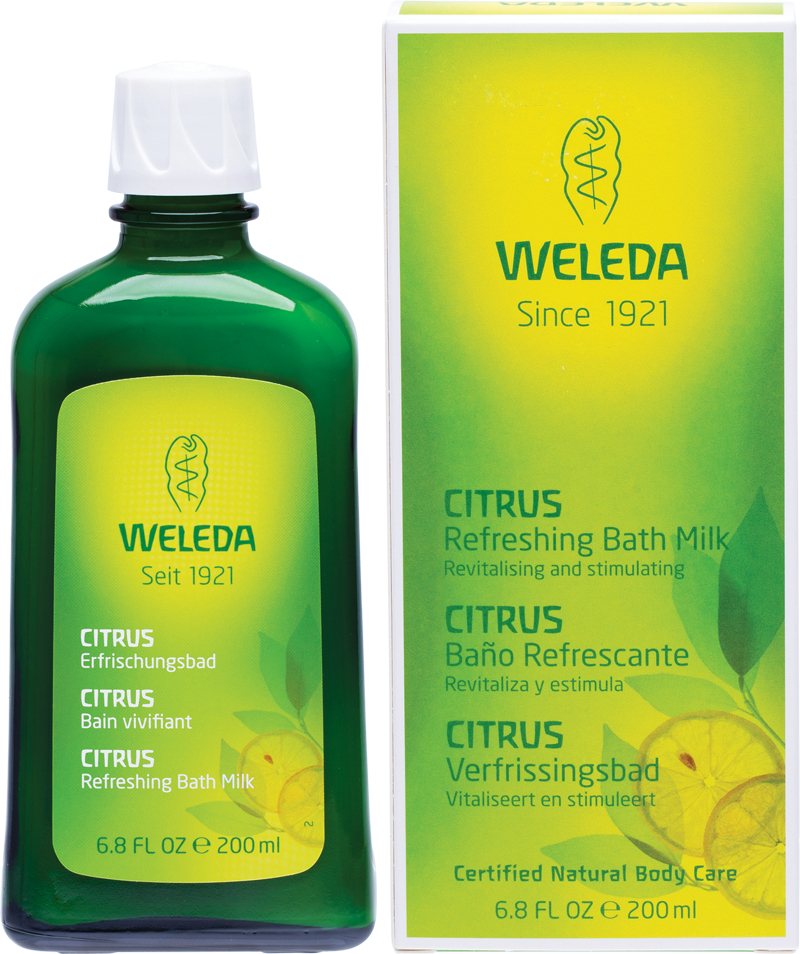 WELEDA
Seit 1921
CITRUS
Erfrischungsbad
CITRUS
Bain vivifiant
CITRUS
Refreshing Bath Milk
2
6.8 FL OZ ℮ 200 ml
WELEDA
WELEDA
Since 1921
CITRUS
Refreshing Bath Milk
Revitalising and stimulating
CITRUS
Baño Refrescante
Revitaliza y estimula
CITRUS
Verfrissingsbad
Vitaliseert en stimuleert
Certified Natural Body Care
6.8 FL OZ ℮ 200 ml